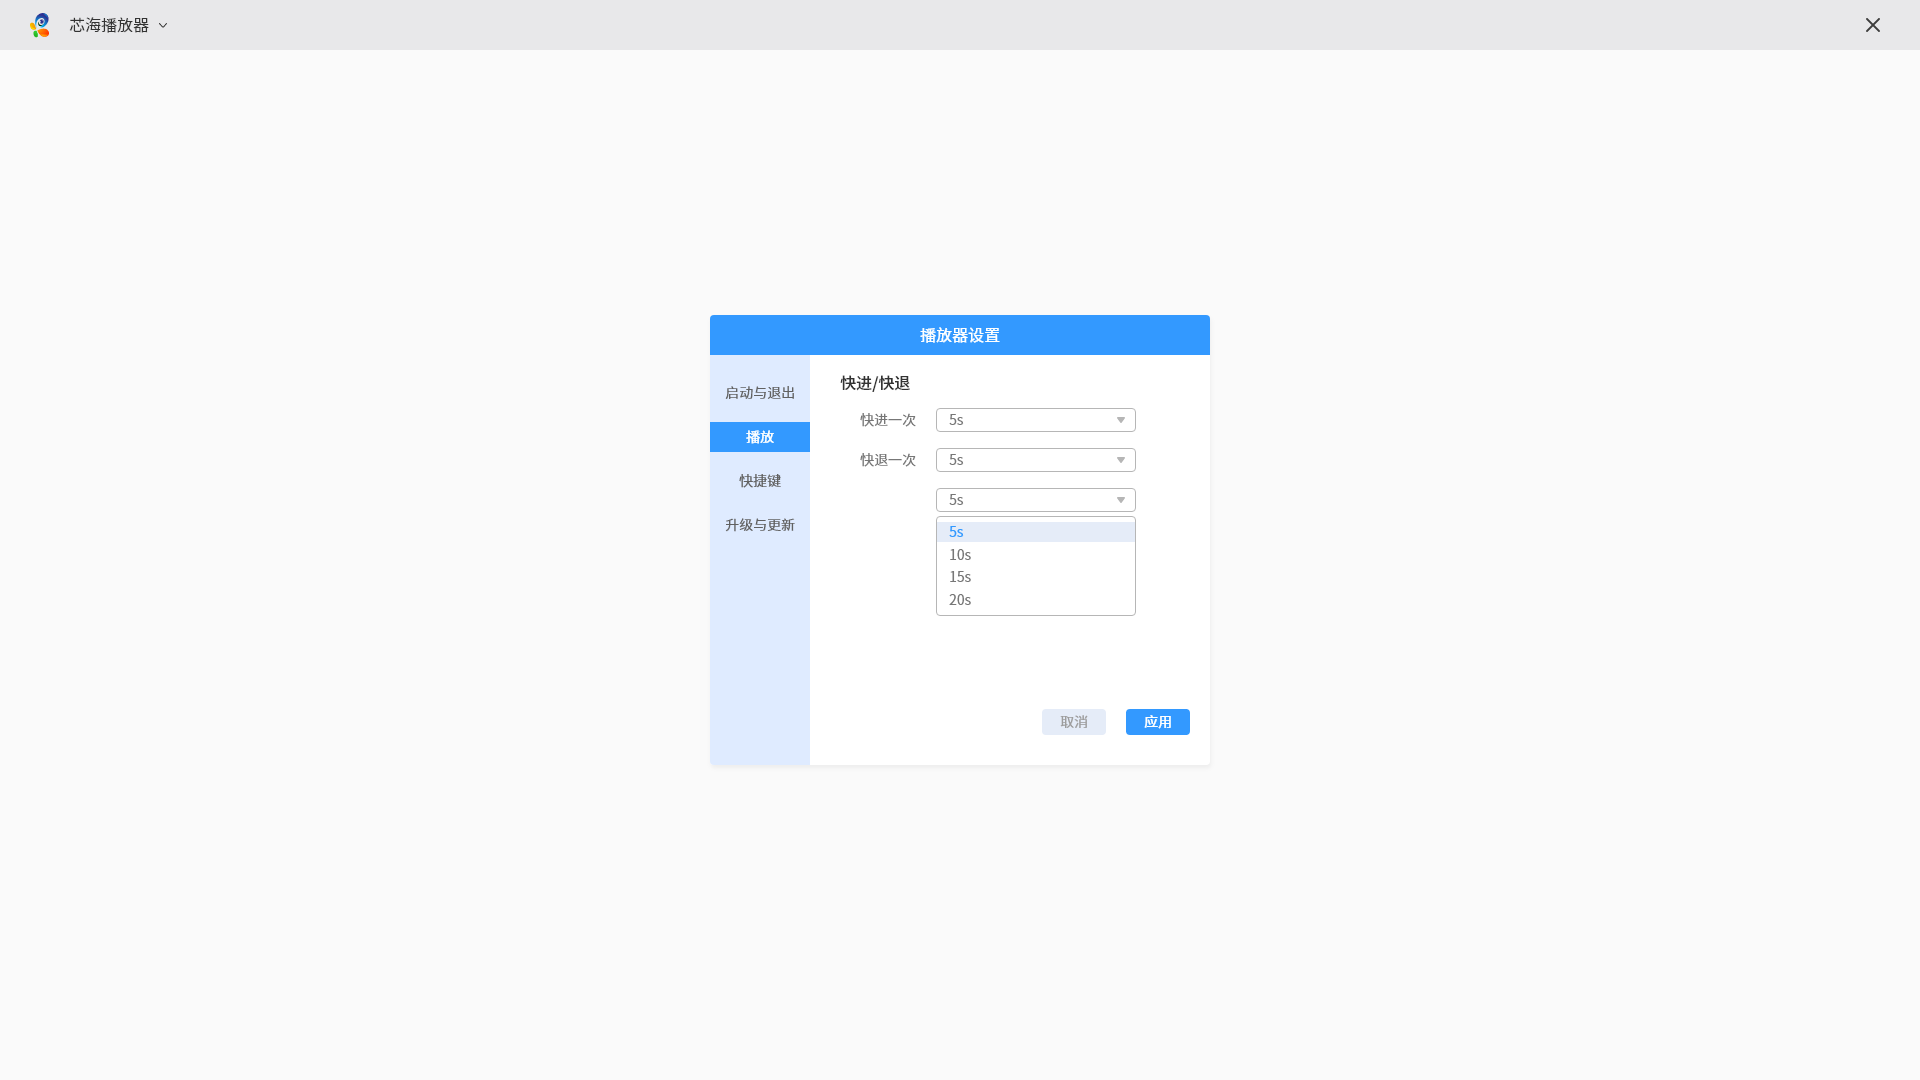 芯海播放器
播放器设置
启动与退出
播放
快捷键
升级与更新
快进/快退
快进一次
5s
快退一次
5s
5s
5s
10s
15s
20s
取消
应用